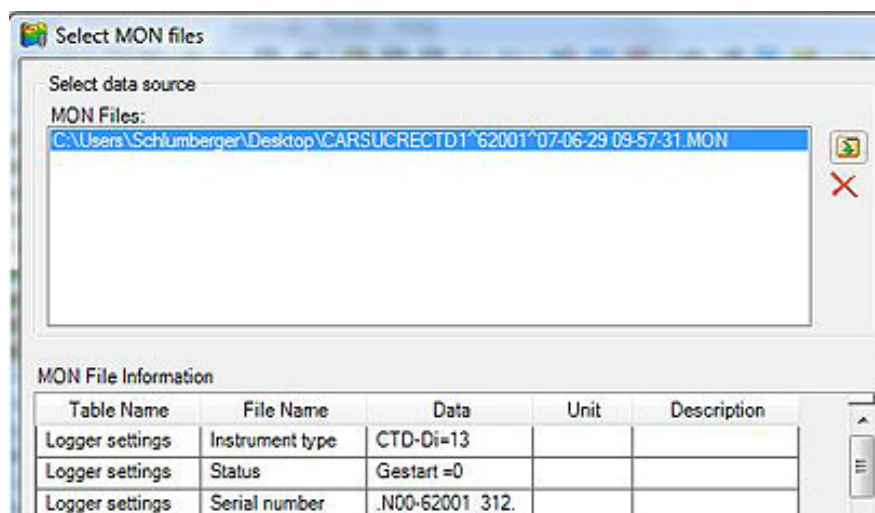 Select MON files
Select data source
MON Files:
C:\Users\Schlumberger\Desktop\CARSUCRECTD1^62001^07-06-29 09-57-31.MON
MON File Information
Table Name File Name Data Unit Description
Logger settings Instrument type CTD-Di=13
Logger settings Status Gestart =0
Logger settings Serial number .N00-62001 312.